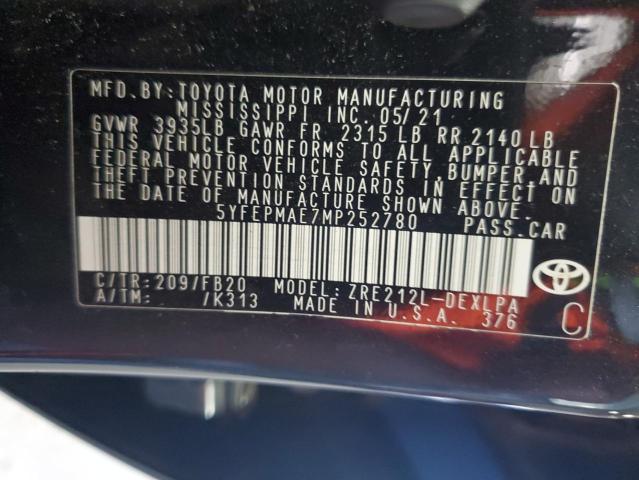 MFD.BY:TOYOTA MOTOR MANUFACTURING
MISSISSIPPI INC. 05/21
GVWR 3935LB GAWR FR 2315 LB RR 2140 LB
THIS VEHICLE CONFORMS TO ALL APPLICABLE
FEDERAL MOTOR VEHICLE SAFETY, BUMPER, AND
THEFT PREVENTION STANDARDS IN EFFECT ON
THE DATE OF MANUFACTURE SHOWN ABOVE.
5YFEPMAE7MP252780 PASS.CAR
C/TR:209/FB20 MODEL:ZRE212L-DEXLPA
A/TM: /K313 MADE IN U.S.A. 376
C